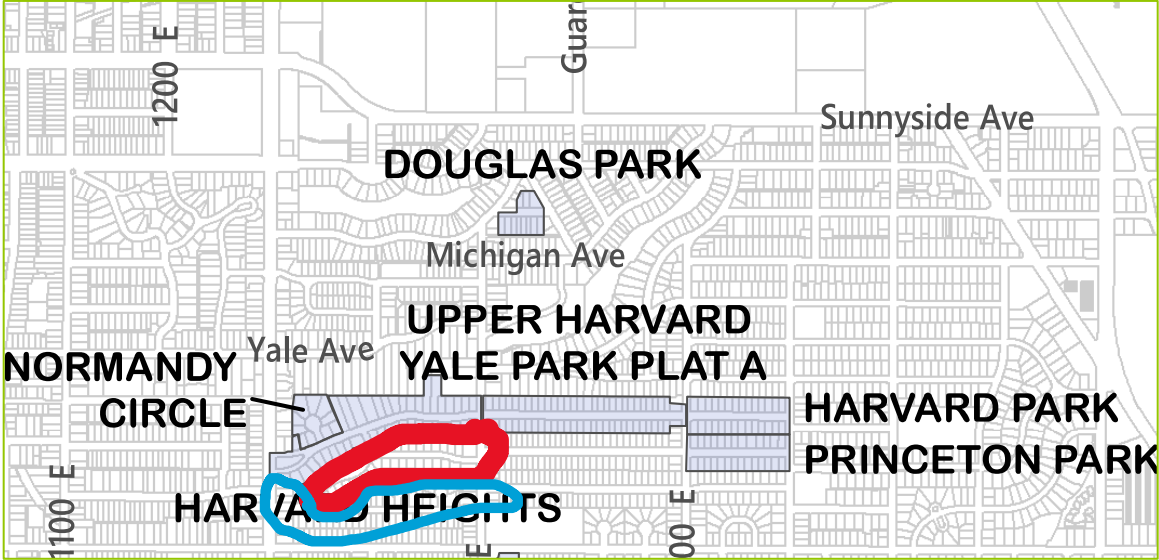 1200 E
Guar
Sunnyside Ave
DOUGLAS PARK
Michigan Ave
UPPER HARVARD
YALE PARK PLAT A
Yale Ave
NORMANDY
CIRCLE
HARVARD PARK
PRINCETON PARK
HARVARD HEIGHTS
1100 E
E
00 E